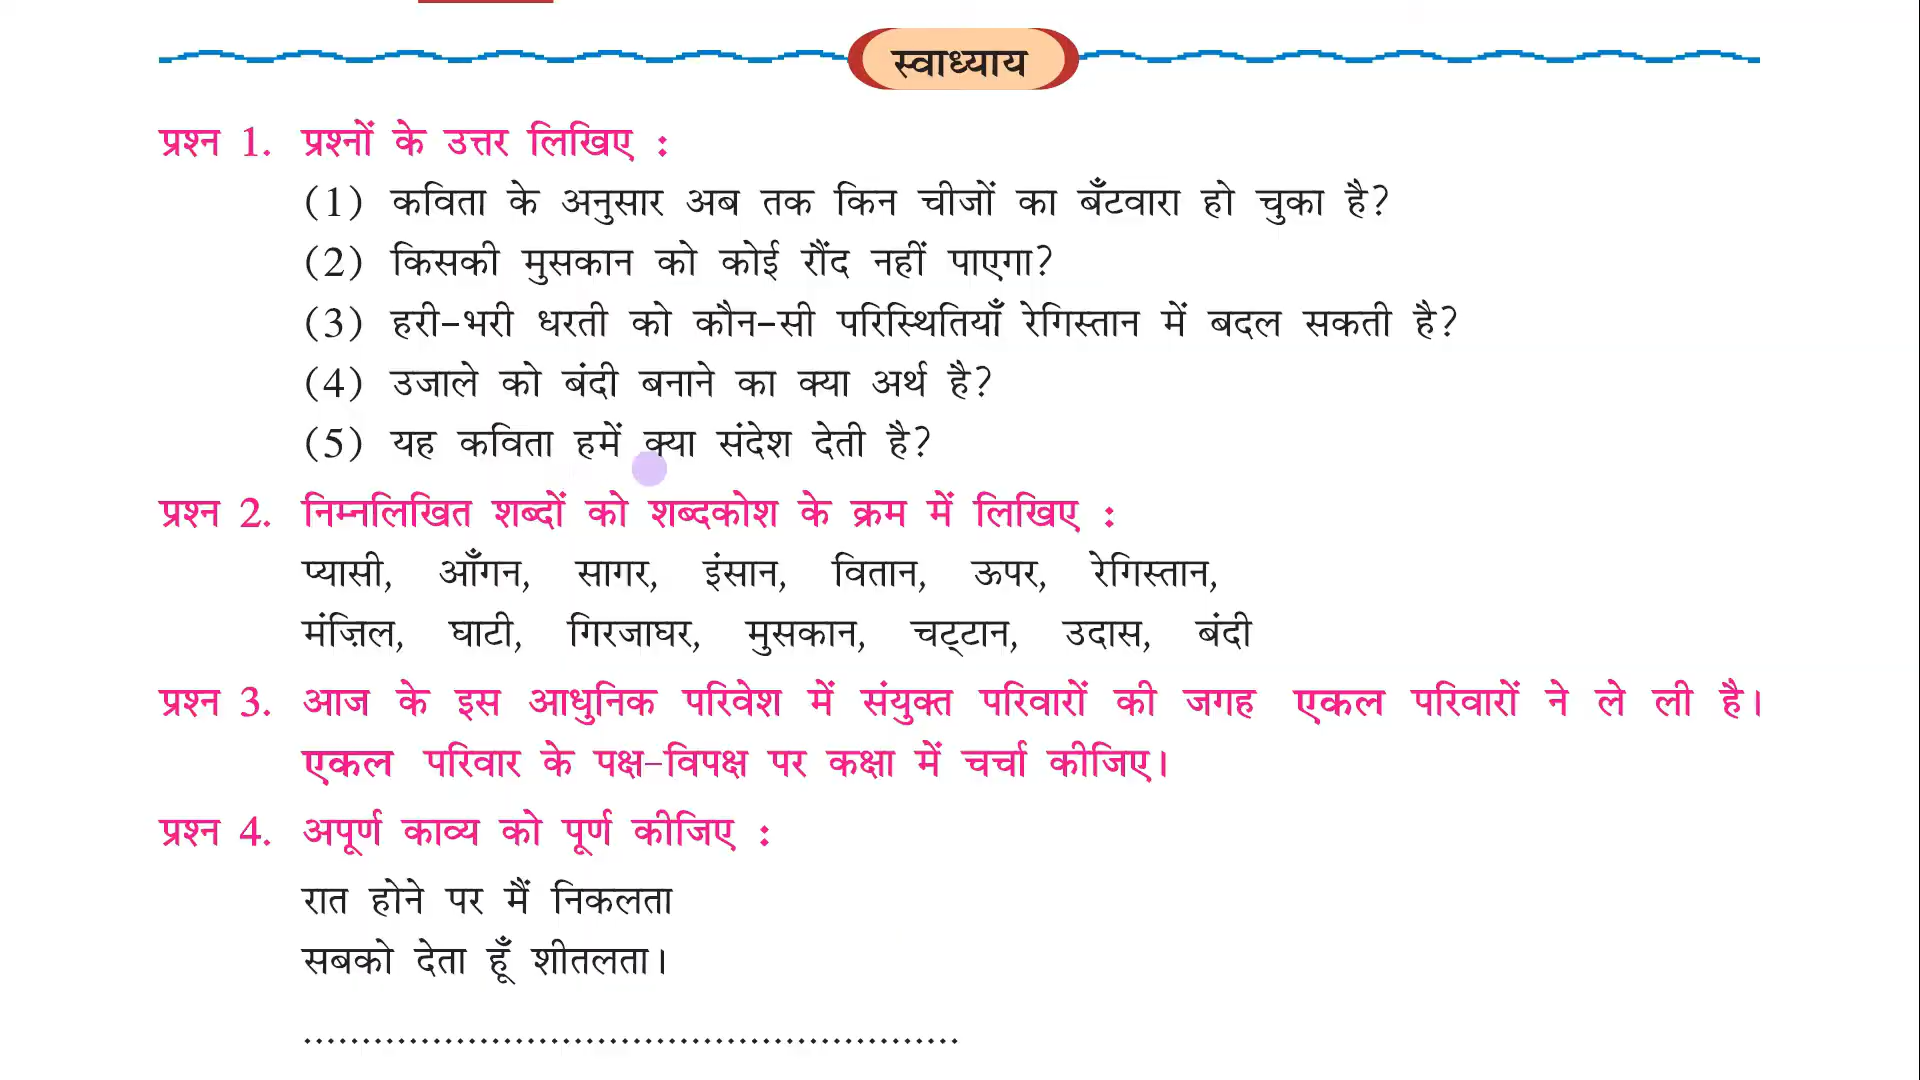 स्वाध्याय
प्रश्न 1. प्रश्नों के उत्तर लिखिए :
(1) कविता के अनुसार अब तक किन चीजों का बँटवारा हो चुका है?
(2) किसकी मुसकान को कोई रौंद नहीं पाएगा?
(3) हरी-भरी धरती को कौन-सी परिस्थितियाँ रेगिस्तान में बदल सकती है?
(4) उजाले को बंदी बनाने का क्या अर्थ है?
(5) यह कविता हमें क्या संदेश देती है?
प्रश्न 2. निम्नलिखित शब्दों को शब्दकोश के क्रम में लिखिए :
प्यासी, आँगन, सागर, इंसान, वितान, ऊपर, रेगिस्तान,
मंज़िल, घाटी, गिरजाघर, मुसकान, चट्टान, उदास, बंदी
प्रश्न 3. आज के इस आधुनिक परिवेश में संयुक्त परिवारों की जगह एकल परिवारों ने ले ली है।
एकल परिवार के पक्ष-विपक्ष पर कक्षा में चर्चा कीजिए।
प्रश्न 4. अपूर्ण काव्य को पूर्ण कीजिए :
रात होने पर मैं निकलता
सबको देता हूँ शीतलता।
........................................................